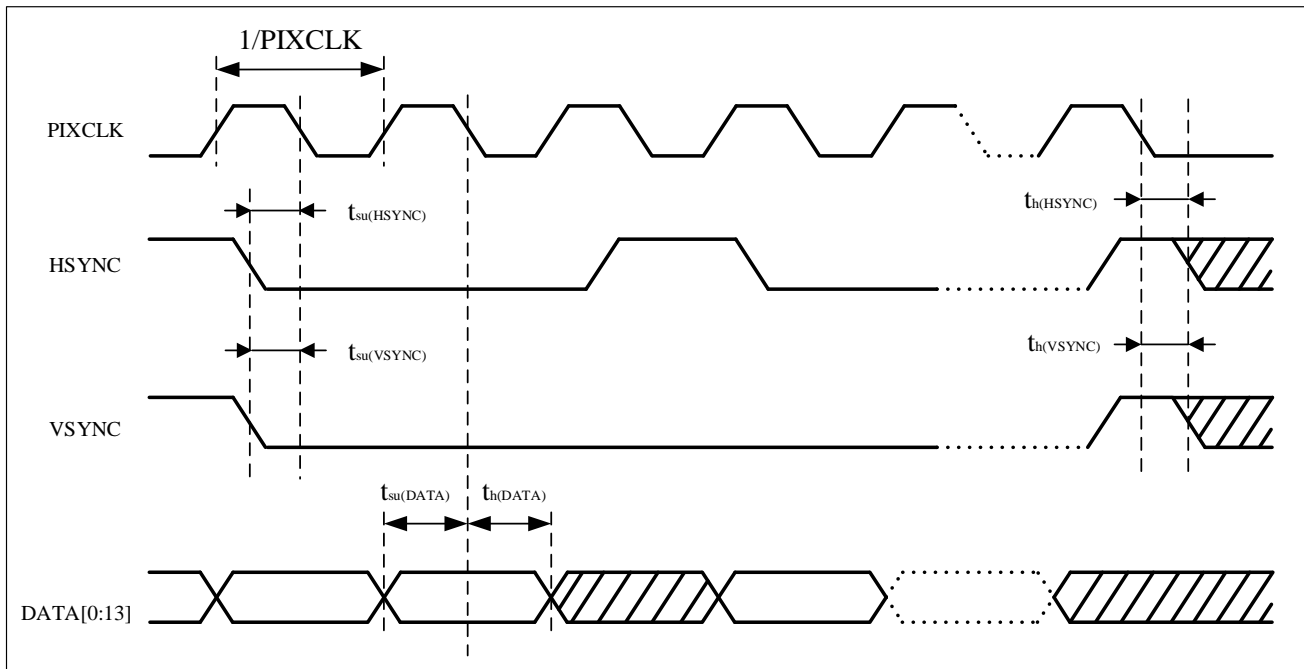 1/PIXCLK
PIXCLK
tsu(HSYNC)
th(HSYNC)
HSYNC
tsu(VSYNC)
th(VSYNC)
VSYNC
tsu(DATA) th(DATA)
DATA[0:13]